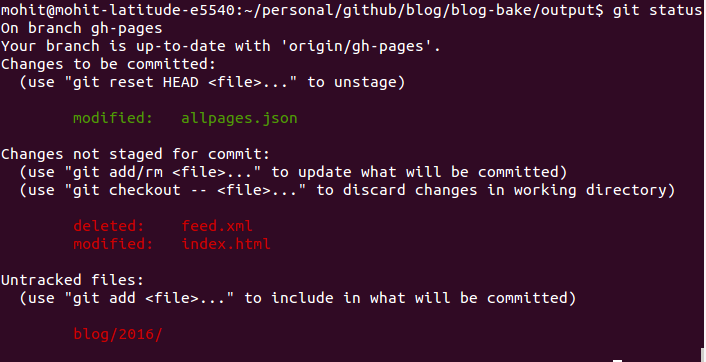 mohit@mohit-latitude-e5540:~/personal/github/blog/blog-bake/output$ git status
On branch gh-pages
Your branch is up-to-date with 'origin/gh-pages'.
Changes to be committed:
  (use "git reset HEAD <file>..." to unstage)

        modified:   allpages.json

Changes not staged for commit:
  (use "git add/rm <file>..." to update what will be committed)
  (use "git checkout -- <file>..." to discard changes in working directory)

        deleted:    feed.xml
        modified:   index.html

Untracked files:
  (use "git add <file>..." to include in what will be committed)

        blog/2016/